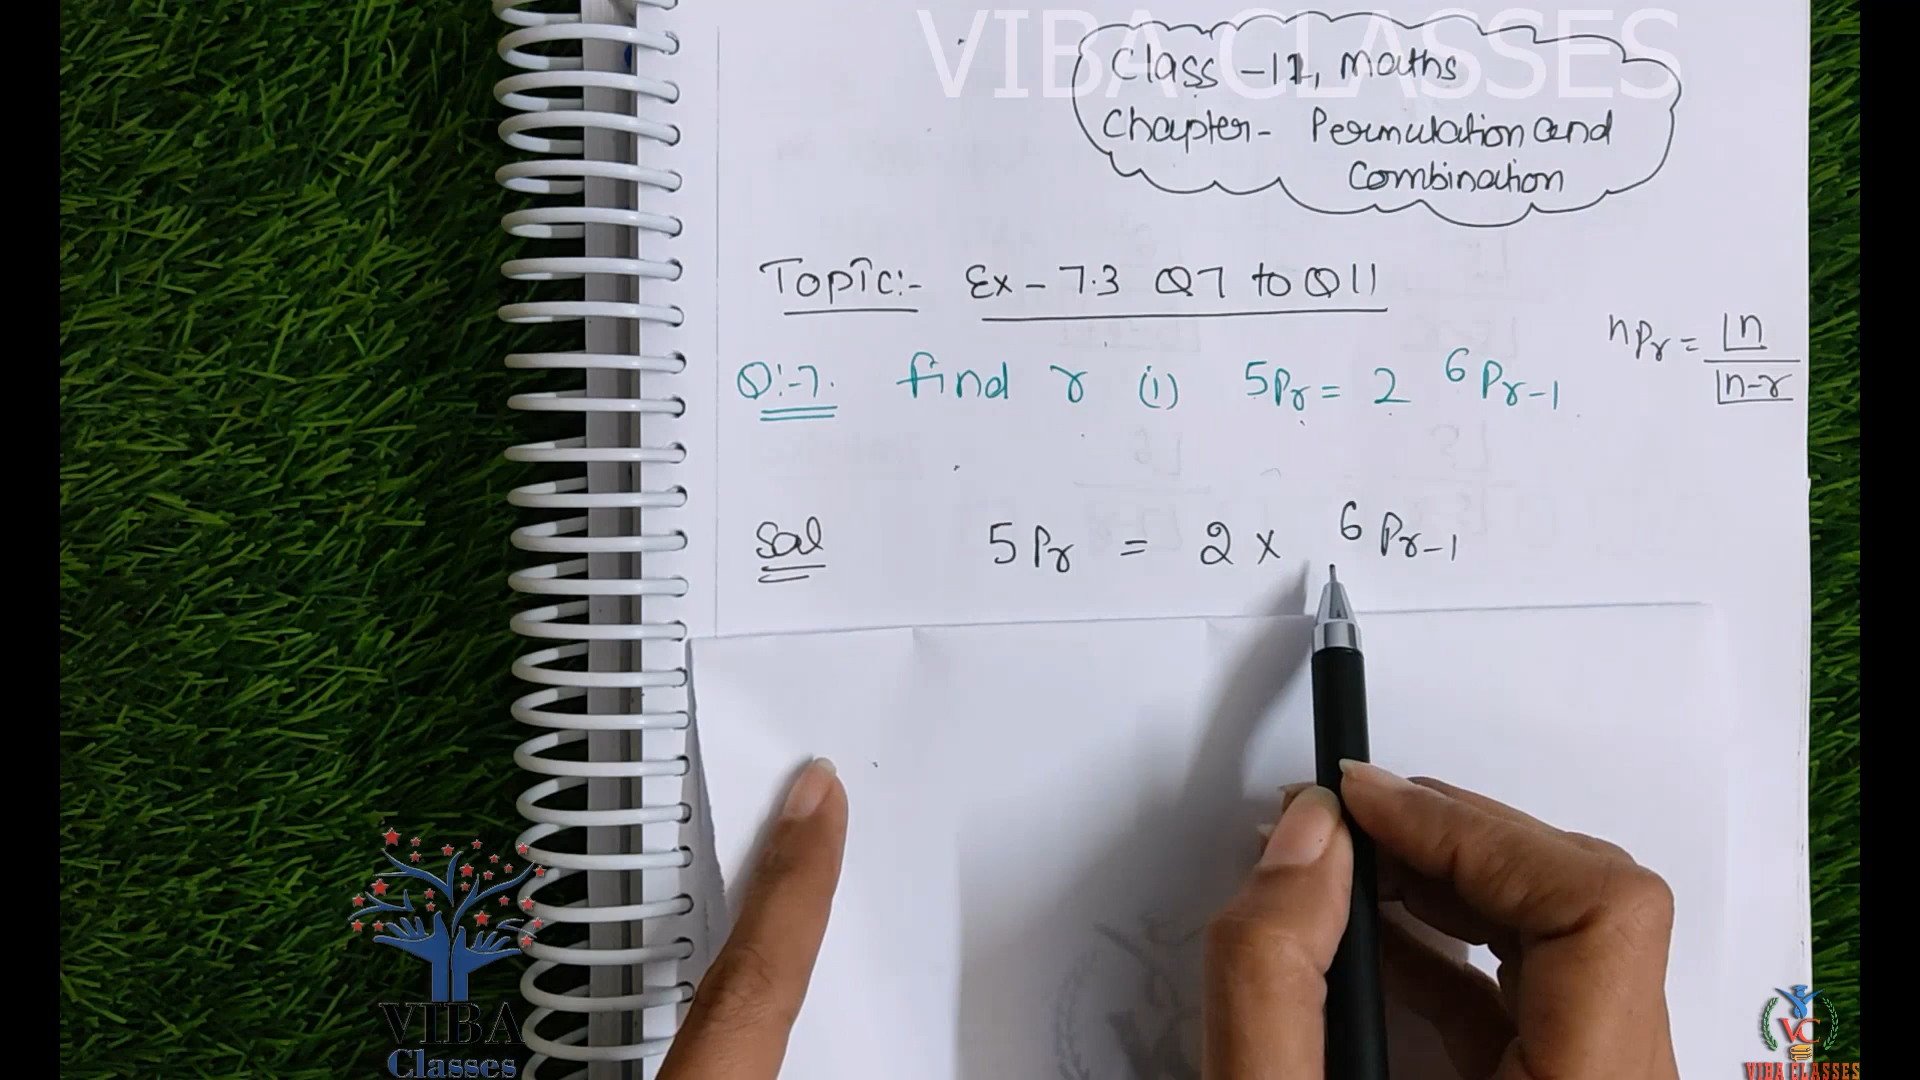 VIBA CLASSES
Class - 11, Maths
Chapter - Permutation and
Combination
Topic:- Ex - 7.3 Q7 to Q11
nPr = ⌊n / ⌊n-r
Q:-7. find r (i) 5Pr = 2 6Pr-1
Sol 5Pr = 2 x 6Pr-1
VIBA
Classes
VC
VIBA CLASSES